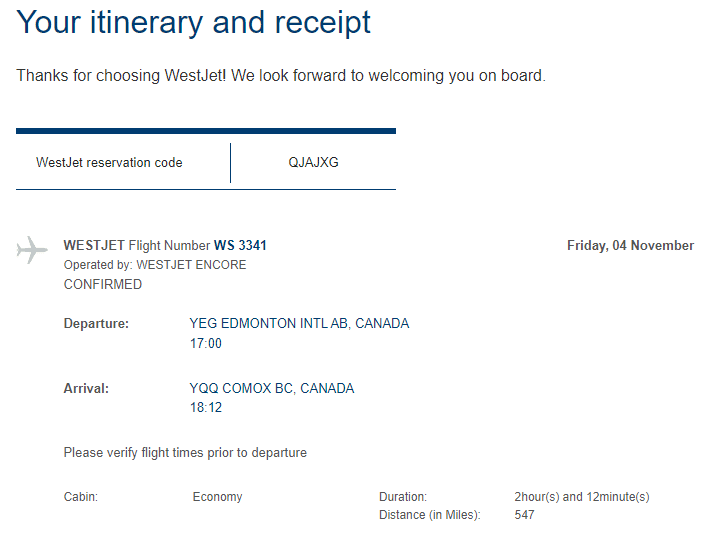 Your itinerary and receipt
Thanks for choosing WestJet! We look forward to welcoming you on board.
WestJet reservation code QJAJXG
WESTJET Flight Number WS 3341 Friday, 04 November
Operated by: WESTJET ENCORE
CONFIRMED
Departure: YEG EDMONTON INTL AB, CANADA
17:00
Arrival: YQQ COMOX BC, CANADA
18:12
Please verify flight times prior to departure
Cabin: Economy Duration: 2hour(s) and 12minute(s)
Distance (in Miles): 547